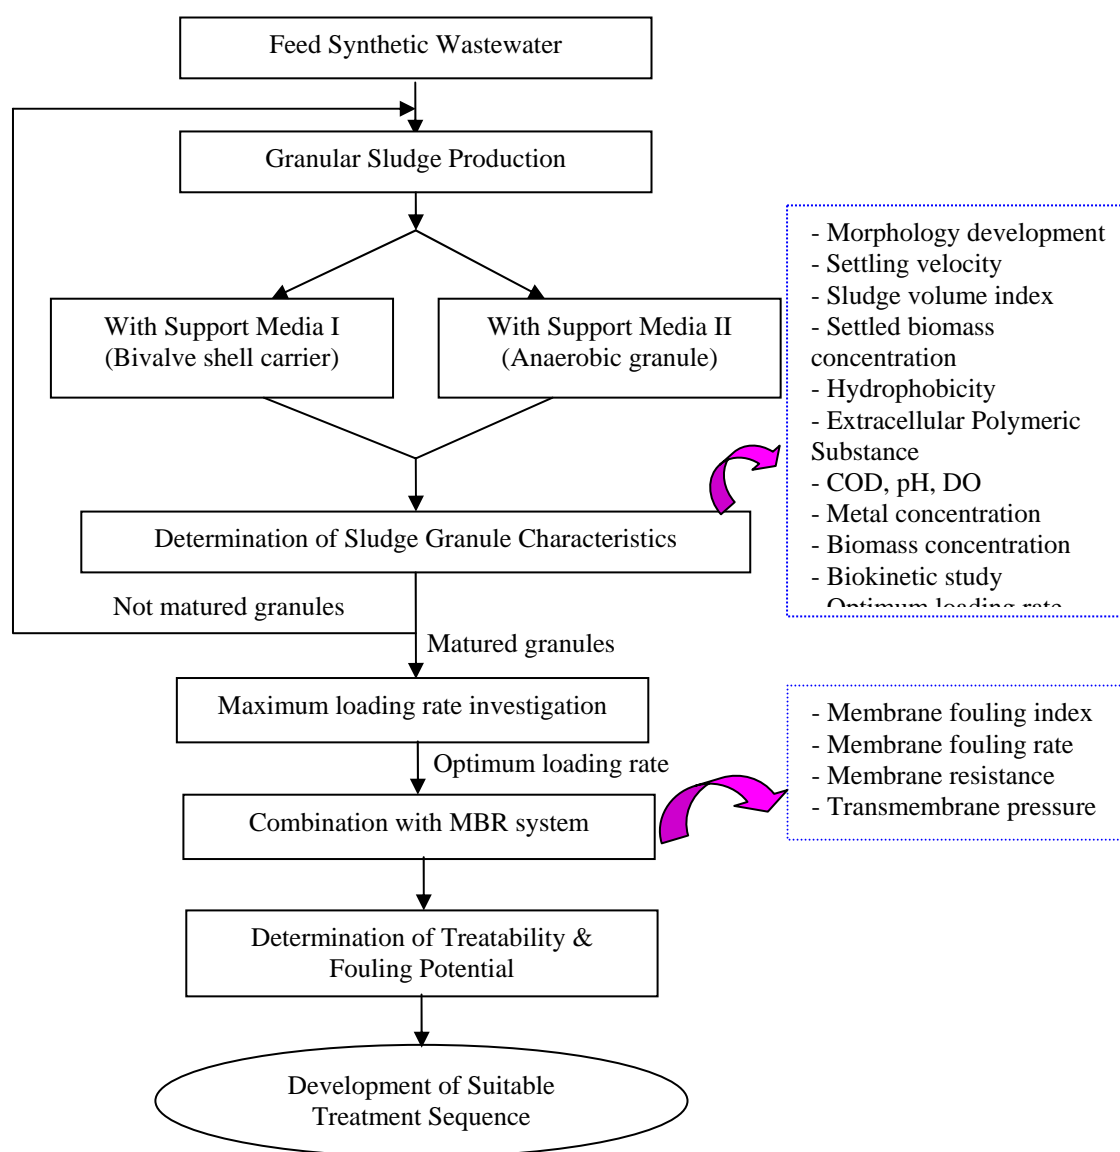 Feed Synthetic Wastewater
Granular Sludge Production
With Support Media I
(Bivalve shell carrier)
With Support Media II
(Anaerobic granule)
- Morphology development
- Settling velocity
- Sludge volume index
- Settled biomass
concentration
- Hydrophobicity
- Extracellular Polymeric
Substance
- COD, pH, DO
- Metal concentration
- Biomass concentration
- Biokinetic study
- Optimum loading rate
Determination of Sludge Granule Characteristics
Not matured granules
Matured granules
Maximum loading rate investigation
Optimum loading rate
Combination with MBR system
- Membrane fouling index
- Membrane fouling rate
- Membrane resistance
- Transmembrane pressure
Determination of Treatability &
Fouling Potential
Development of Suitable
Treatment Sequence